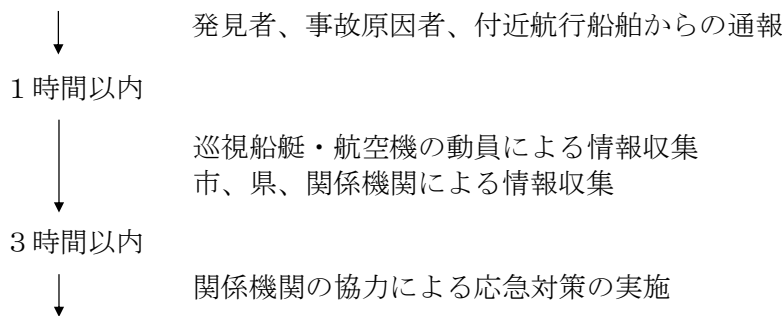 発見者、事故原因者、付近航行船舶からの通報
１時間以内
巡視船艇・航空機の動員による情報収集
市、県、関係機関による情報収集
３時間以内
関係機関の協力による応急対策の実施